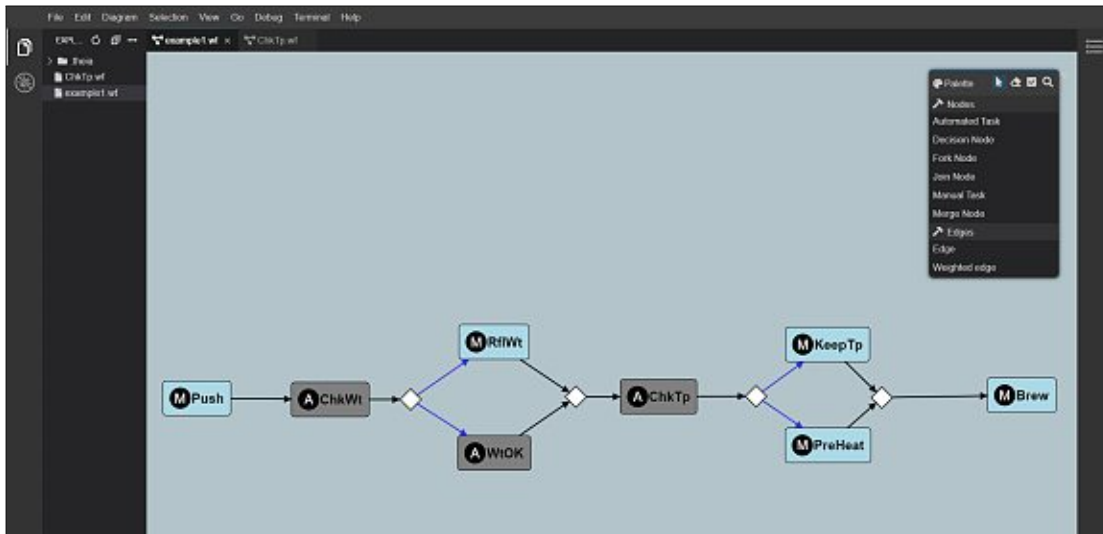 File Edit Diagram Selection View Go Debug Terminal Help
EXPL...
example1.wf × ChkTp.wf
.theia
ChkTp.wf
example1.wf
Palette
Nodes
Automated Task
Decision Node
Fork Node
Join Node
Manual Task
Merge Node
Edges
Edge
Weighted edge
M RflWt
M KeepTp
M Push
A ChkWt
A ChkTp
M Brew
A WtOK
M PreHeat